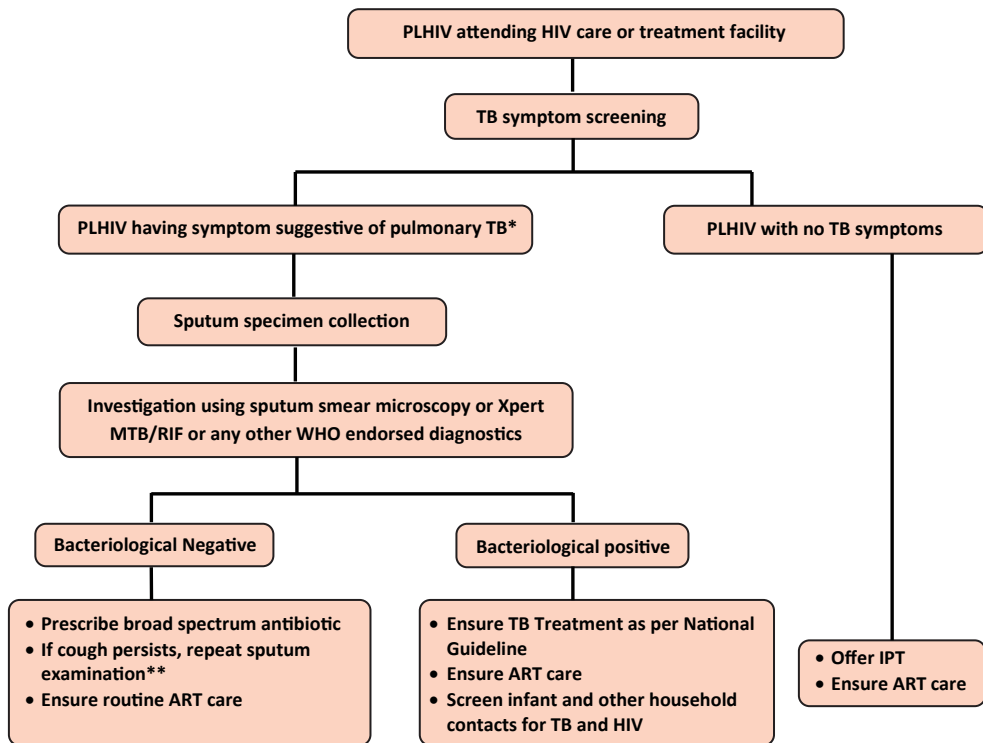 PLHIV attending HIV care or treatment facility
TB symptom screening
PLHIV having symptom suggestive of pulmonary TB*
PLHIV with no TB symptoms
Sputum specimen collection
Investigation using sputum smear microscopy or Xpert
MTB/RIF or any other WHO endorsed diagnostics
Bacteriological Negative
Bacteriological positive
• Prescribe broad spectrum antibiotic
• If cough persists, repeat sputum
examination**
• Ensure routine ART care
• Ensure TB Treatment as per National
Guideline
• Ensure ART care
• Screen infant and other household
contacts for TB and HIV
• Offer IPT
• Ensure ART care